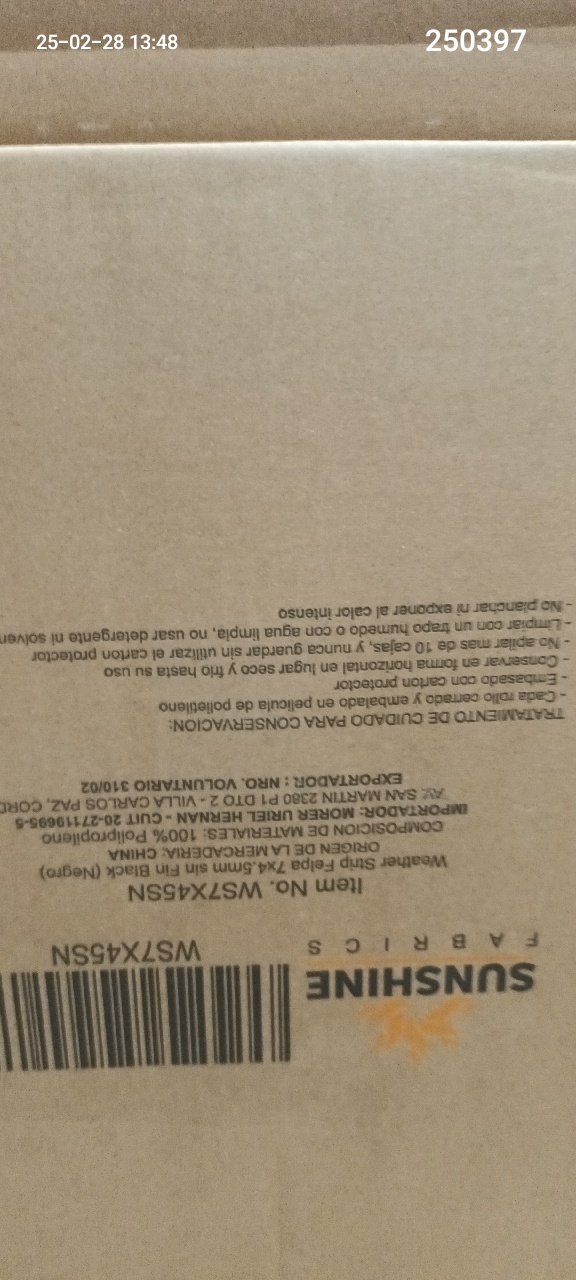 25-02-28 13:48
250397
SUNSHINE
FABRICS
WS7X45SN
Item No. WS7X45SN
Weather Strip Felpa 7x4.5mm sin Fin Black (Negro)
ORIGEN DE LA MERCADERIA: CHINA
COMPOSICION DE MATERIALES: 100% Polipropileno
IMPORTADOR: MORER URIEL HERNAN - CUIT 20-27119695-5
AV. SAN MARTIN 2380 P1 DTO 2 - VILLA CARLOS PAZ, CORD
EXPORTADOR : NRO. VOLUNTARIO 310/02
TRATAMIENTO DE CUIDADO PARA CONSERVACION:
- Cada rollo cerrado y embalado en pelicula de polietileno
- Embasado con carton protector
- Conservar en forma horizontal en lugar seco y frio hasta su uso
- No apilar mas de 10 cajas, y nunca guardar sin utilizar el carton protector
- Limpiar con un trapo humedo o con agua limpia, no usar detergente ni solven
- No planchar ni exponer al calor intenso